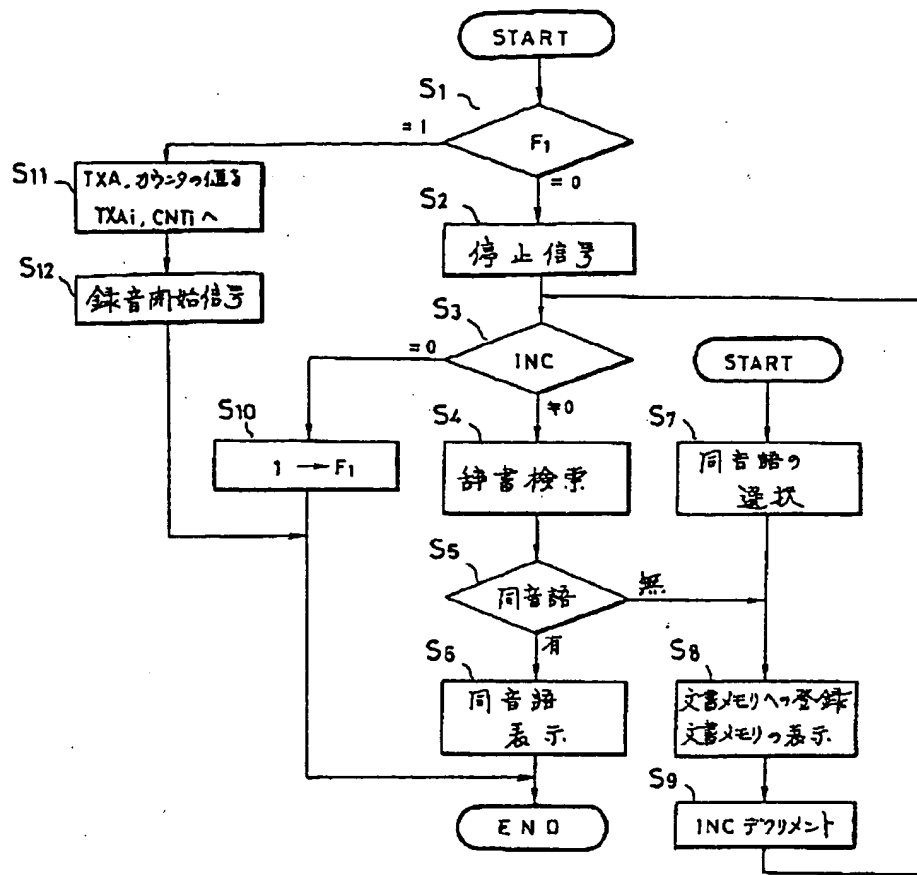 START
S1
F1
=1
=0
S11
TXA,カウンタの値を
TXAi, CNTiへ
S2
停止信号
S12
録音開始信号
S3
INC
=0
≠0
START
S10
1 → F1
S4
辞書検索
S7
同音語の
選択
S5
同音語
無
有
S6
同音語
表示
S8
文書メモリへの登録
文書メモリの表示
S9
INCデクリメント
END